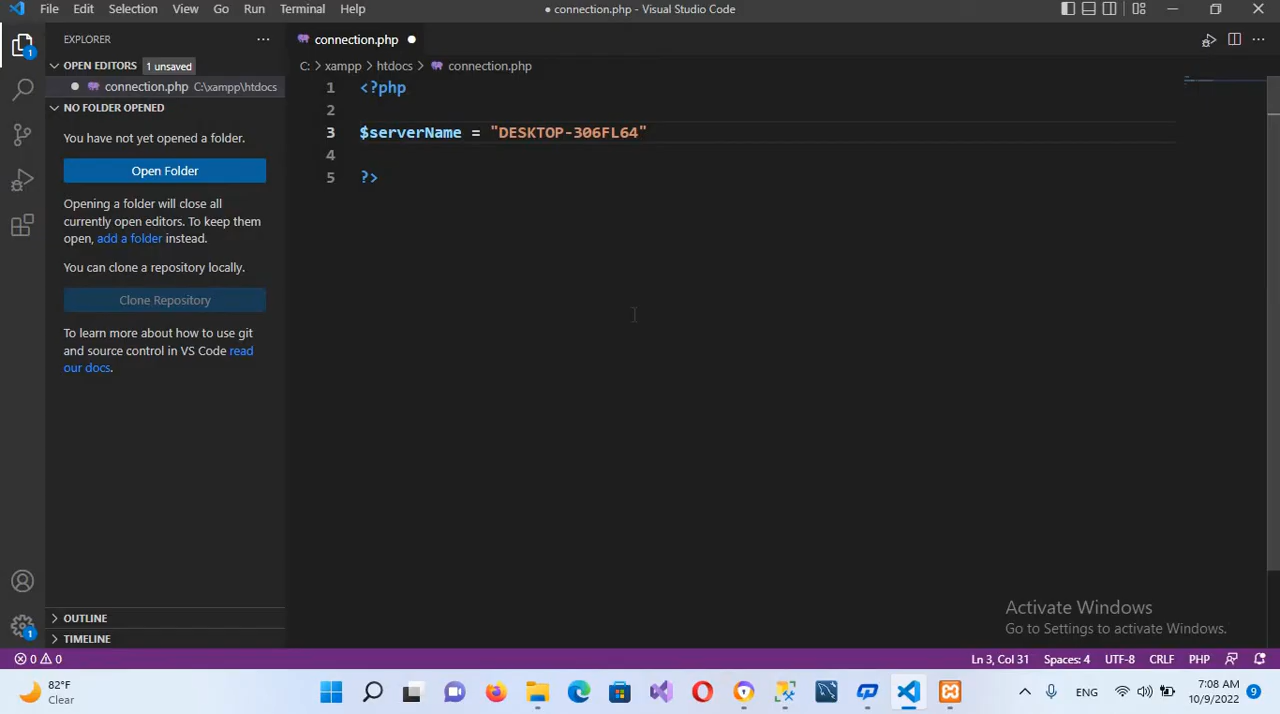 File Edit Selection View Go Run Terminal Help
● connection.php - Visual Studio Code
EXPLORER
···
connection.php ●
OPEN EDITORS 1 unsaved
C: > xampp > htdocs > connection.php
● connection.php C:\xampp\htdocs
1 <?php
NO FOLDER OPENED
2
You have not yet opened a folder.
3 $serverName = "DESKTOP-306FL64"
4
Open Folder
5 ?>
Opening a folder will close all
currently open editors. To keep them
open, add a folder instead.
You can clone a repository locally.
Clone Repository
To learn more about how to use git
and source control in VS Code read
our docs.
1
OUTLINE
TIMELINE
1
Activate Windows
Go to Settings to activate Windows.
0 0
Ln 3, Col 31 Spaces: 4 UTF-8 CRLF PHP
82°F
Clear
ENG
7:08 AM
10/9/2022
9